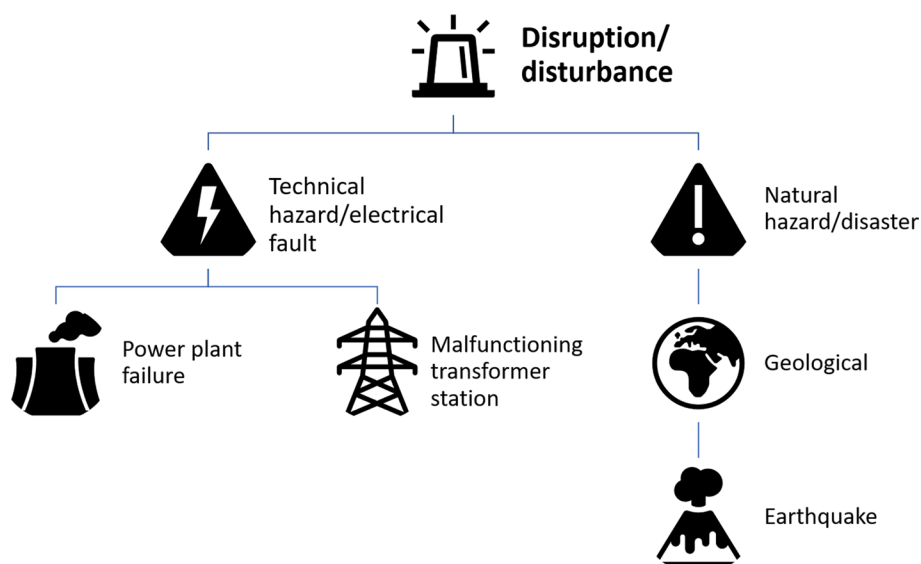 Disruption/
disturbance
Technical
hazard/electrical
fault
Natural
hazard/disaster
Power plant
failure
Malfunctioning
transformer
station
Geological
Earthquake